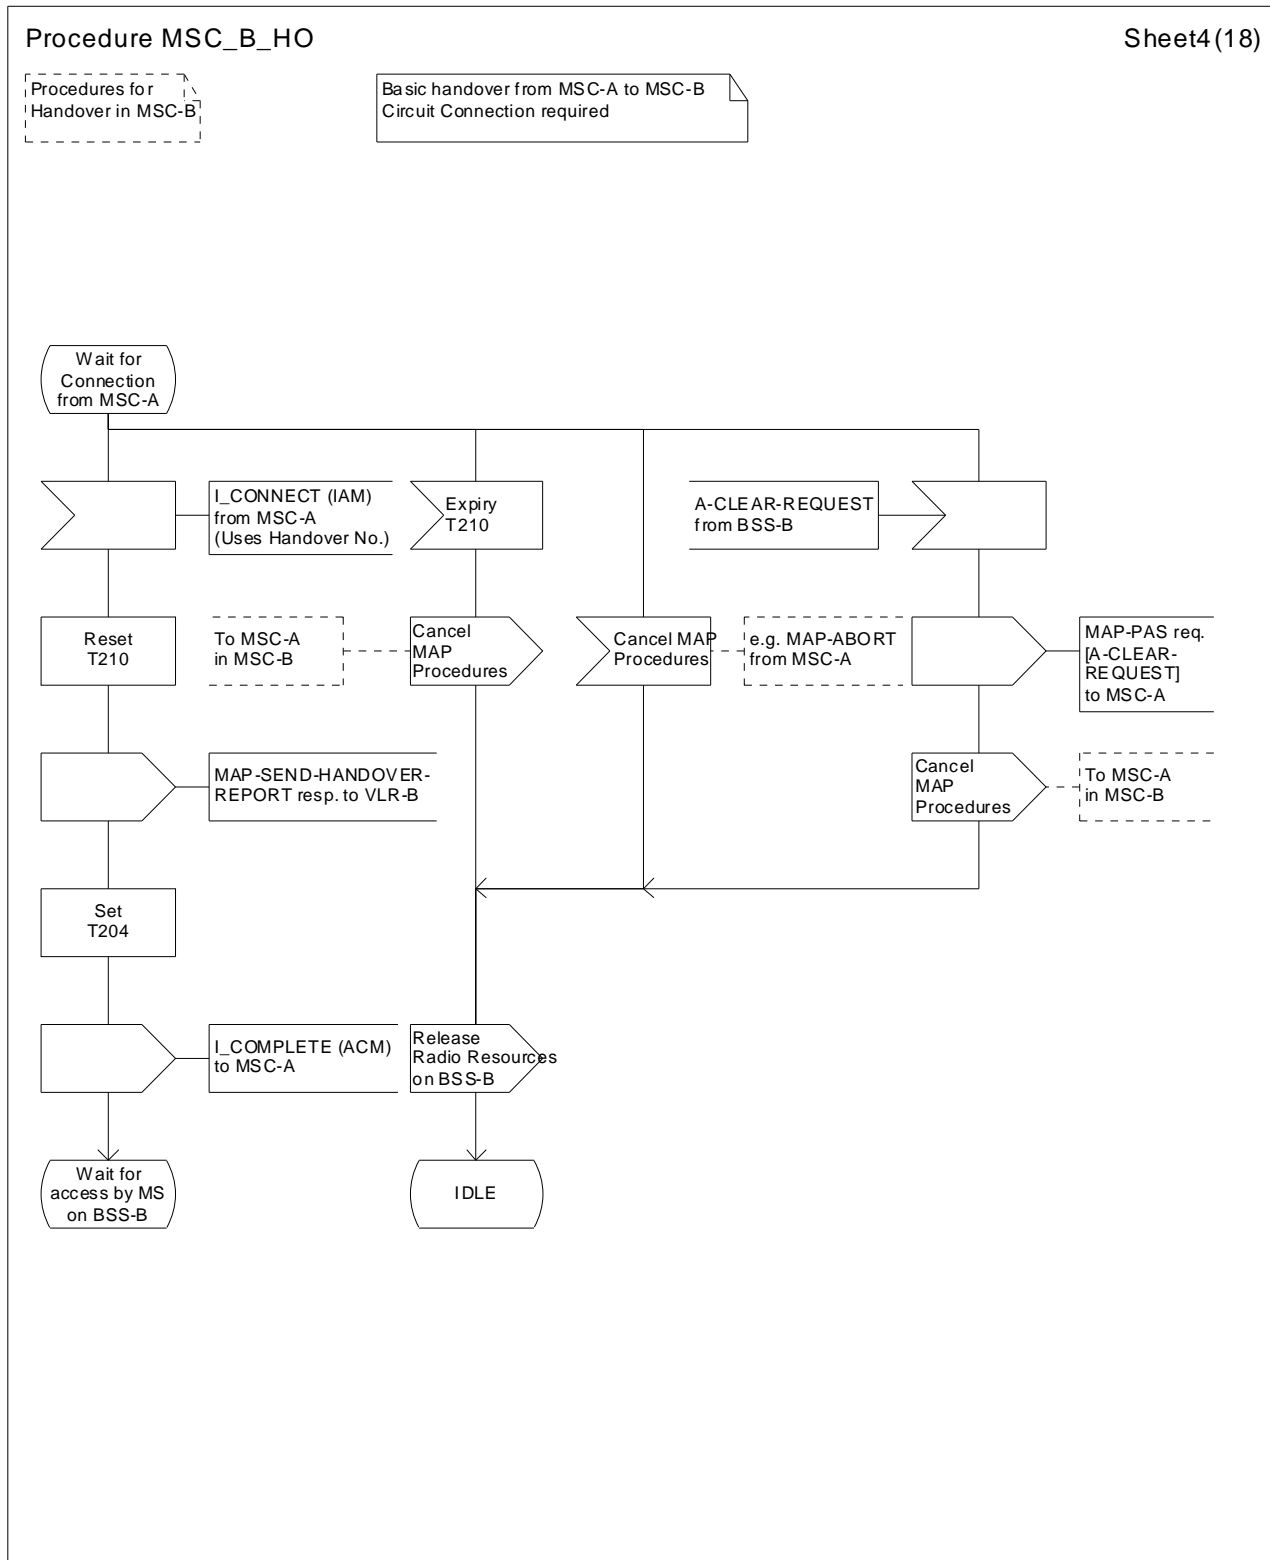 Procedure MSC_B_HO
Sheet4(18)
Procedures for
Handover in MSC-B
Basic handover from MSC-A to MSC-B
Circuit Connection required
Wait for
Connection
from MSC-A
I_CONNECT (IAM)
from MSC-A
(Uses Handover No.)
Expiry
T210
A-CLEAR-REQUEST
from BSS-B
Reset
T210
To MSC-A
in MSC-B
Cancel
MAP
Procedures
Cancel MAP
Procedures
e.g. MAP-ABORT
from MSC-A
MAP-PAS req.
[A-CLEAR-
REQUEST]
to MSC-A
MAP-SEND-HANDOVER-
REPORT resp. to VLR-B
Cancel
MAP
Procedures
To MSC-A
in MSC-B
Set
T204
I_COMPLETE (ACM)
to MSC-A
Release
Radio Resources
on BSS-B
Wait for
access by MS
on BSS-B
IDLE